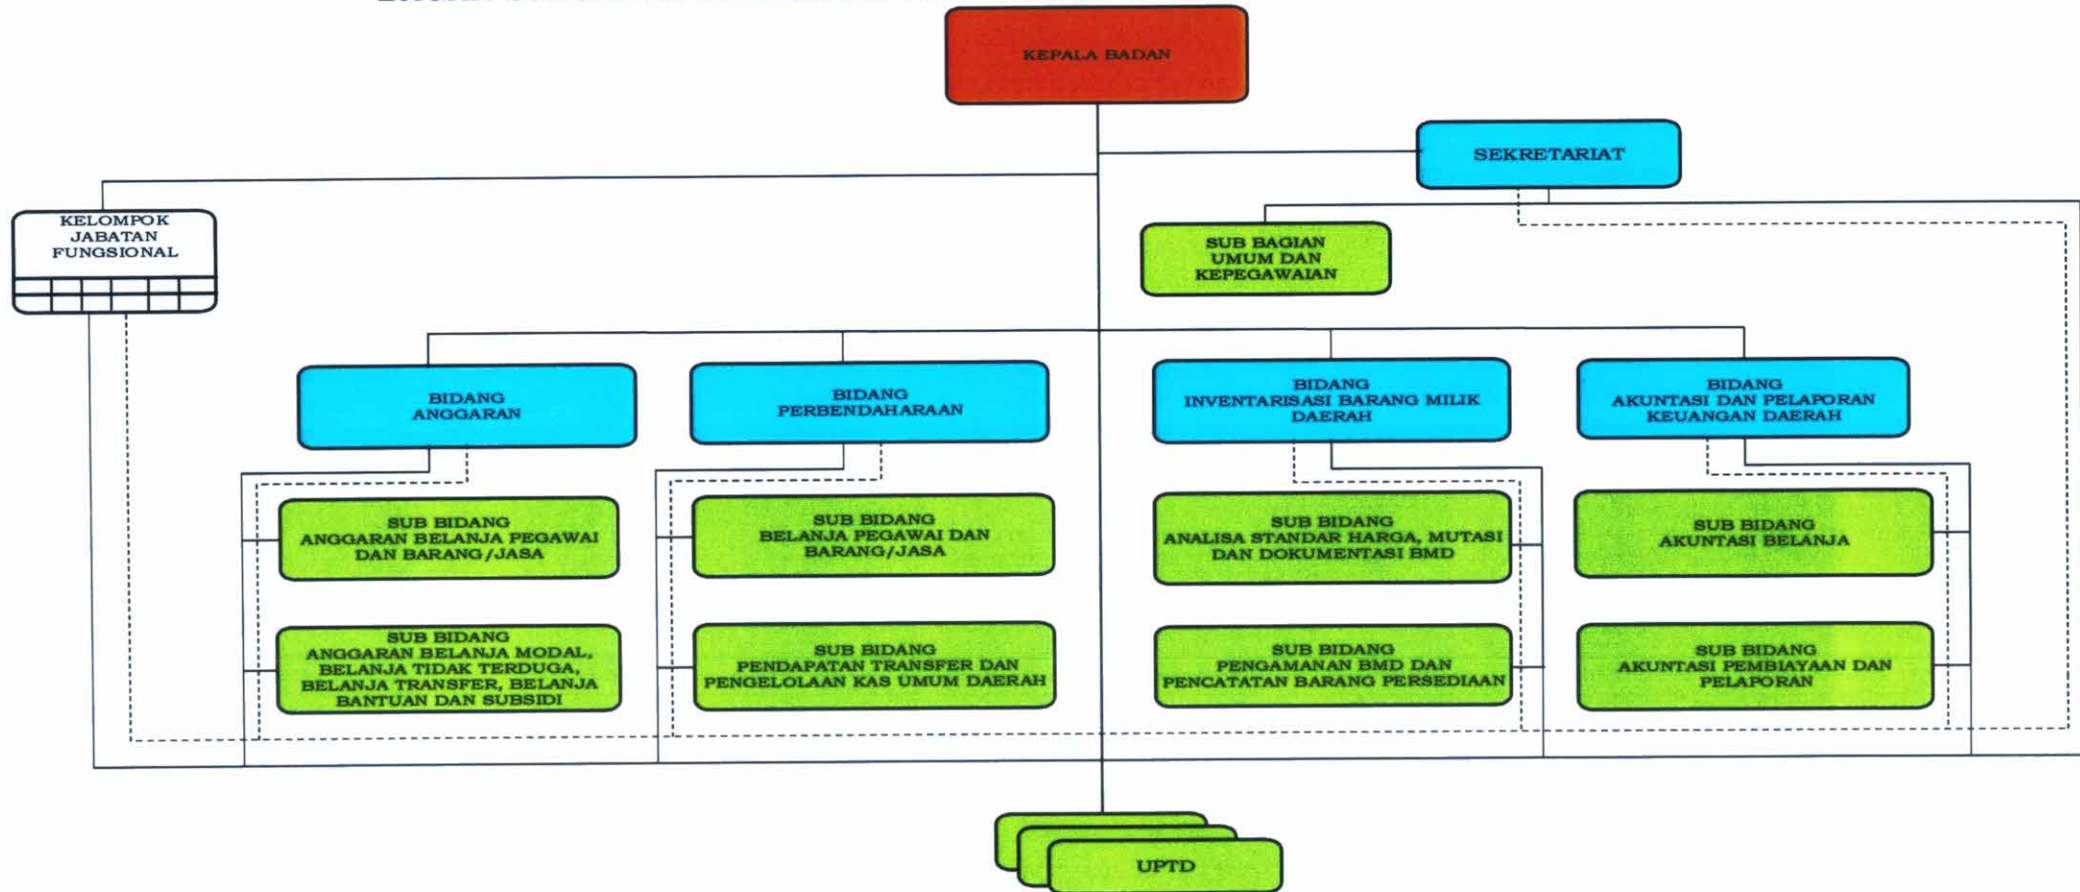 KEPALA BADAN
SEKRETARIAT
KELOMPOK
JABATAN
FUNGSIONAL
SUB BAGIAN
UMUM DAN
KEPEGAWAIAN
BIDANG
ANGGARAN
BIDANG
PERBENDAHARAAN
BIDANG
INVENTARISASI BARANG MILIK
DAERAH
BIDANG
AKUNTASI DAN PELAPORAN
KEUANGAN DAERAH
SUB BIDANG
ANGGARAN BELANJA PEGAWAI
DAN BARANG/JASA
SUB BIDANG
BELANJA PEGAWAI DAN
BARANG/JASA
SUB BIDANG
ANALISA STANDAR HARGA, MUTASI
DAN DOKUMENTASI BMD
SUB BIDANG
AKUNTASI BELANJA
SUB BIDANG
ANGGARAN BELANJA MODAL,
BELANJA TIDAK TERDUGA,
BELANJA TRANSFER, BELANJA
BANTUAN DAN SUBSIDI
SUB BIDANG
PENDAPATAN TRANSFER DAN
PENGELOLAAN KAS UMUM DAERAH
SUB BIDANG
PENGAMANAN BMD DAN
PENCATATAN BARANG PERSEDIAAN
SUB BIDANG
AKUNTASI PEMBIAYAAN DAN
PELAPORAN
UPTD